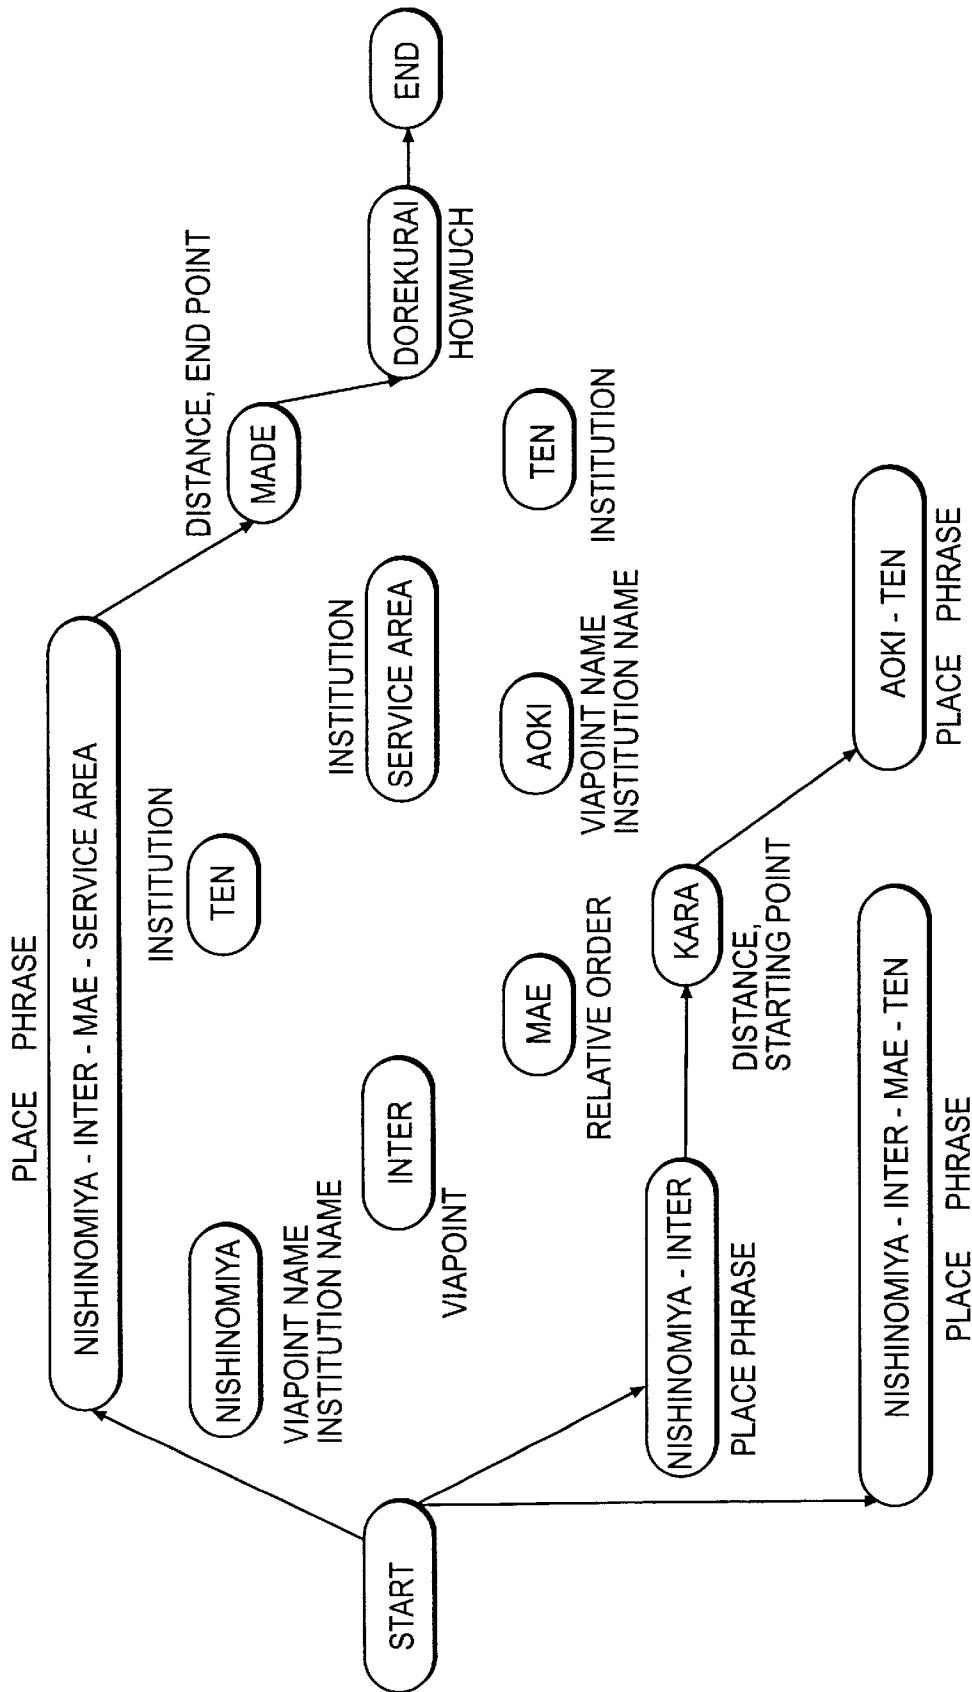 PLACE PHRASE
NISHINOMIYA - INTER - MAE - SERVICE AREA
INSTITUTION
TEN
DISTANCE, END POINT
MADE
NISHINOMIYA
VIAPOINT NAME
INSTITUTION NAME
INTER
VIAPOINT
INSTITUTION
SERVICE AREA
DOREKURAI
HOWMUCH
END
START
MAE
RELATIVE ORDER
AOKI
VIAPOINT NAME
INSTITUTION NAME
TEN
INSTITUTION
NISHINOMIYA - INTER
PLACE PHRASE
KARA
DISTANCE,
STARTING POINT
AOKI - TEN
PLACE PHRASE
NISHINOMIYA - INTER - MAE - TEN
PLACE PHRASE